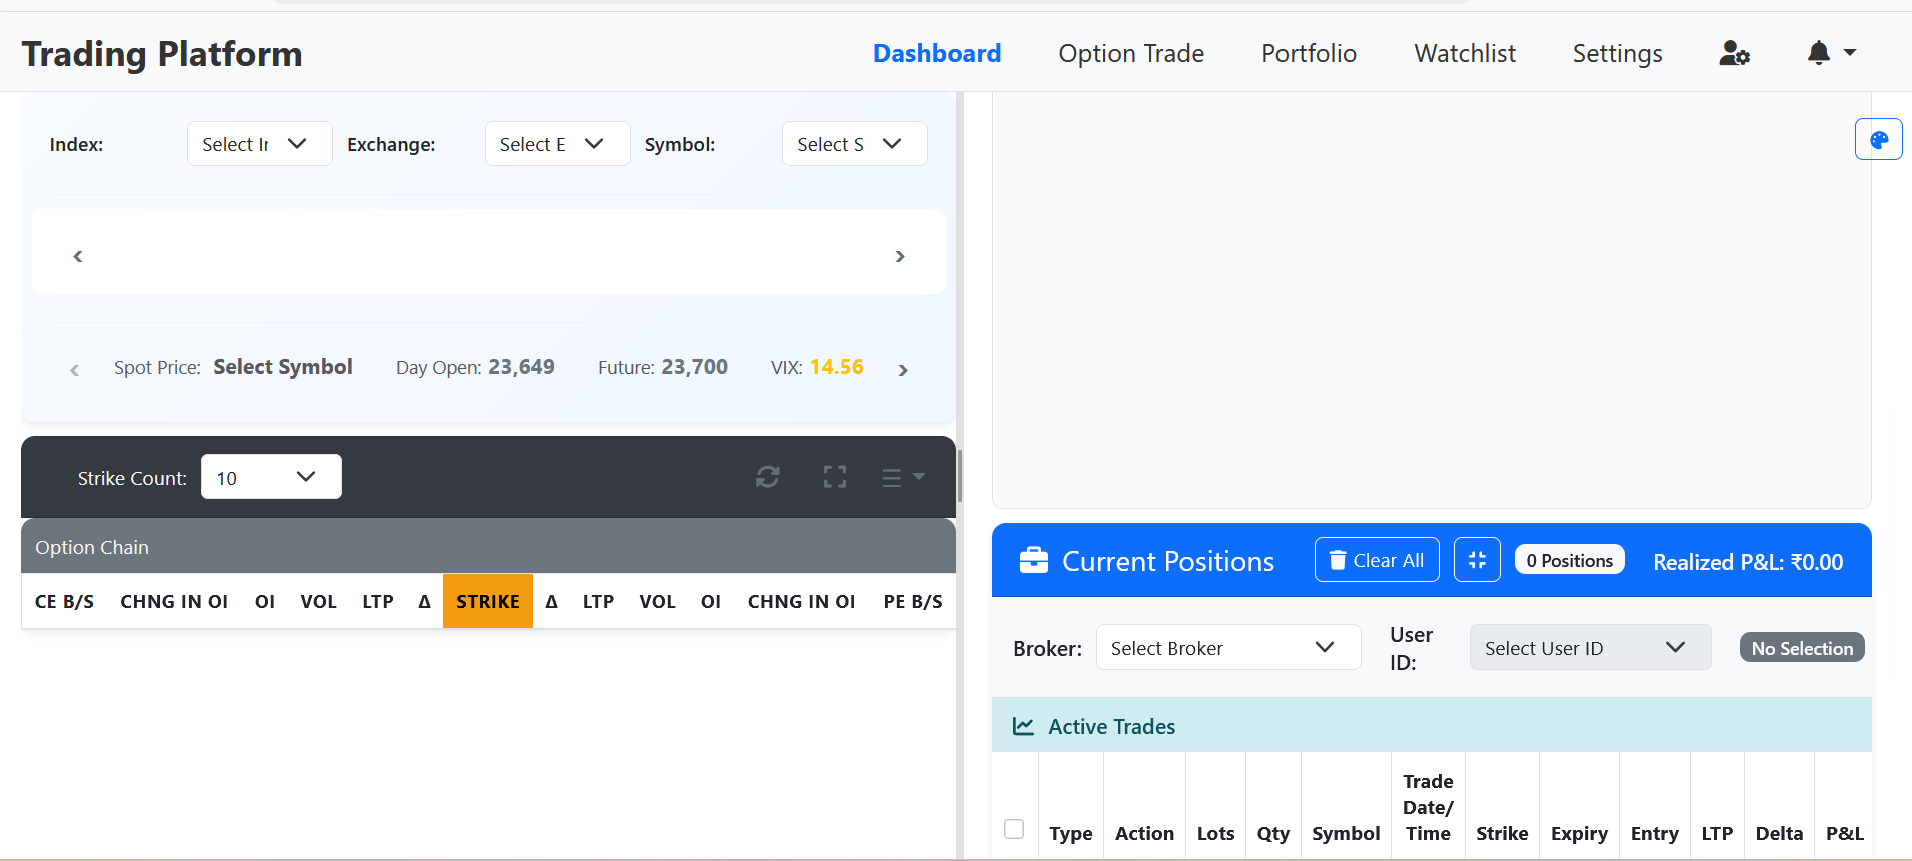 Trading Platform
Dashboard Option Trade Portfolio Watchlist Settings
Index: Select Ir Exchange: Select E Symbol: Select S
Spot Price: Select Symbol Day Open: 23,649 Future: 23,700 VIX: 14.56
Strike Count: 10
Option Chain
CE B/S CHNG IN OI OI VOL LTP Δ STRIKE Δ LTP VOL OI CHNG IN OI PE B/S
Current Positions Clear All 0 Positions Realized P&L: ₹0.00
Broker: Select Broker User ID: Select User ID No Selection
Active Trades
Type Action Lots Qty Symbol Trade Date/ Time Strike Expiry Entry LTP Delta P&L